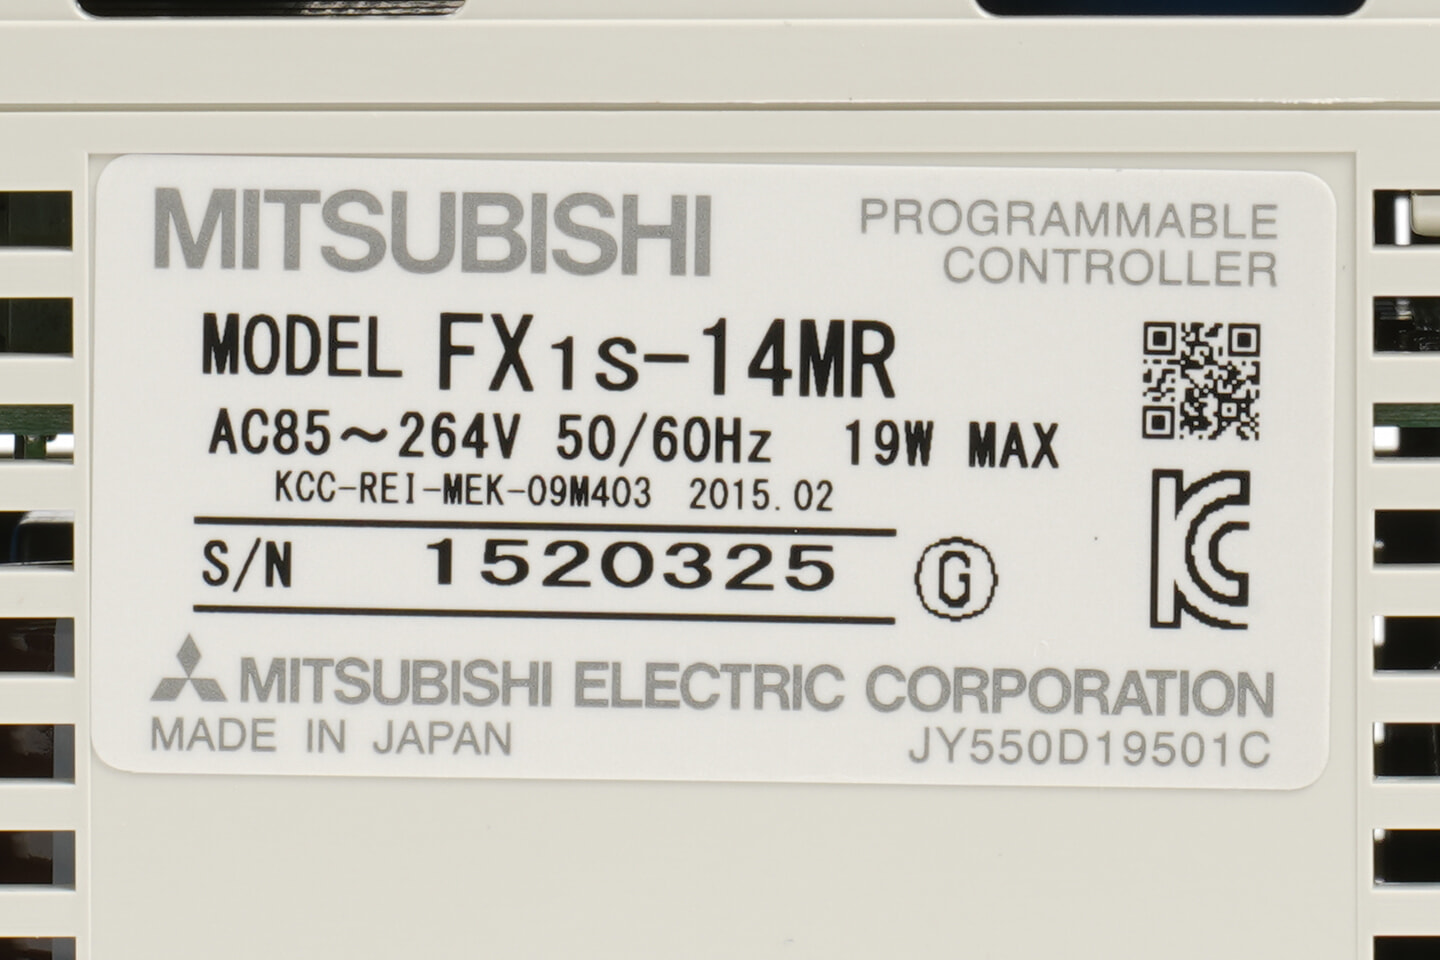 MITSUBISHI
PROGRAMMABLE
CONTROLLER
MODEL FX1S-14MR
AC85~264V 50/60Hz 19W MAX
KCC-REI-MEK-09M403 2015.02
S/N 1520325 G
KC
MITSUBISHI ELECTRIC CORPORATION
MADE IN JAPAN
JY550D19501C